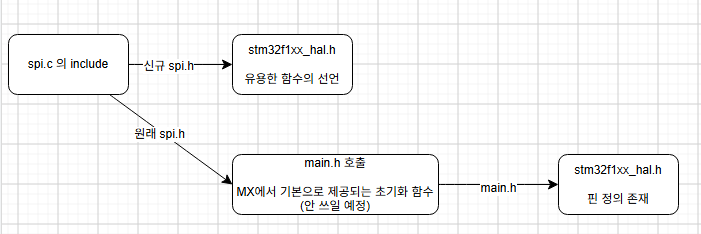 spi.c 의 include
신규 spi.h
stm32f1xx_hal.h
유용한 함수의 선언
원래 spi.h
main.h 호출
MX에서 기본으로 제공되는 초기화 함수
(안 쓰일 예정)
main.h
stm32f1xx_hal.h
핀 정의 존재